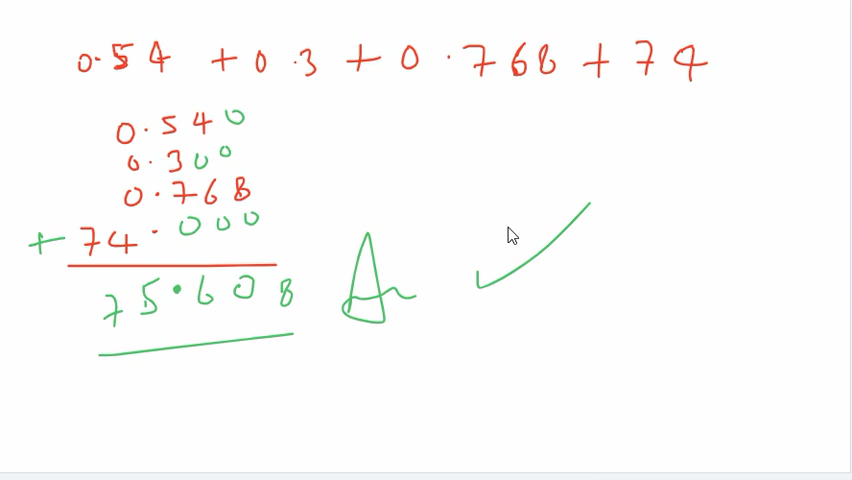 0.54 + 0.3 + 0.768 + 74
0.540
0.300
0.768
+ 74.000
75.608 A